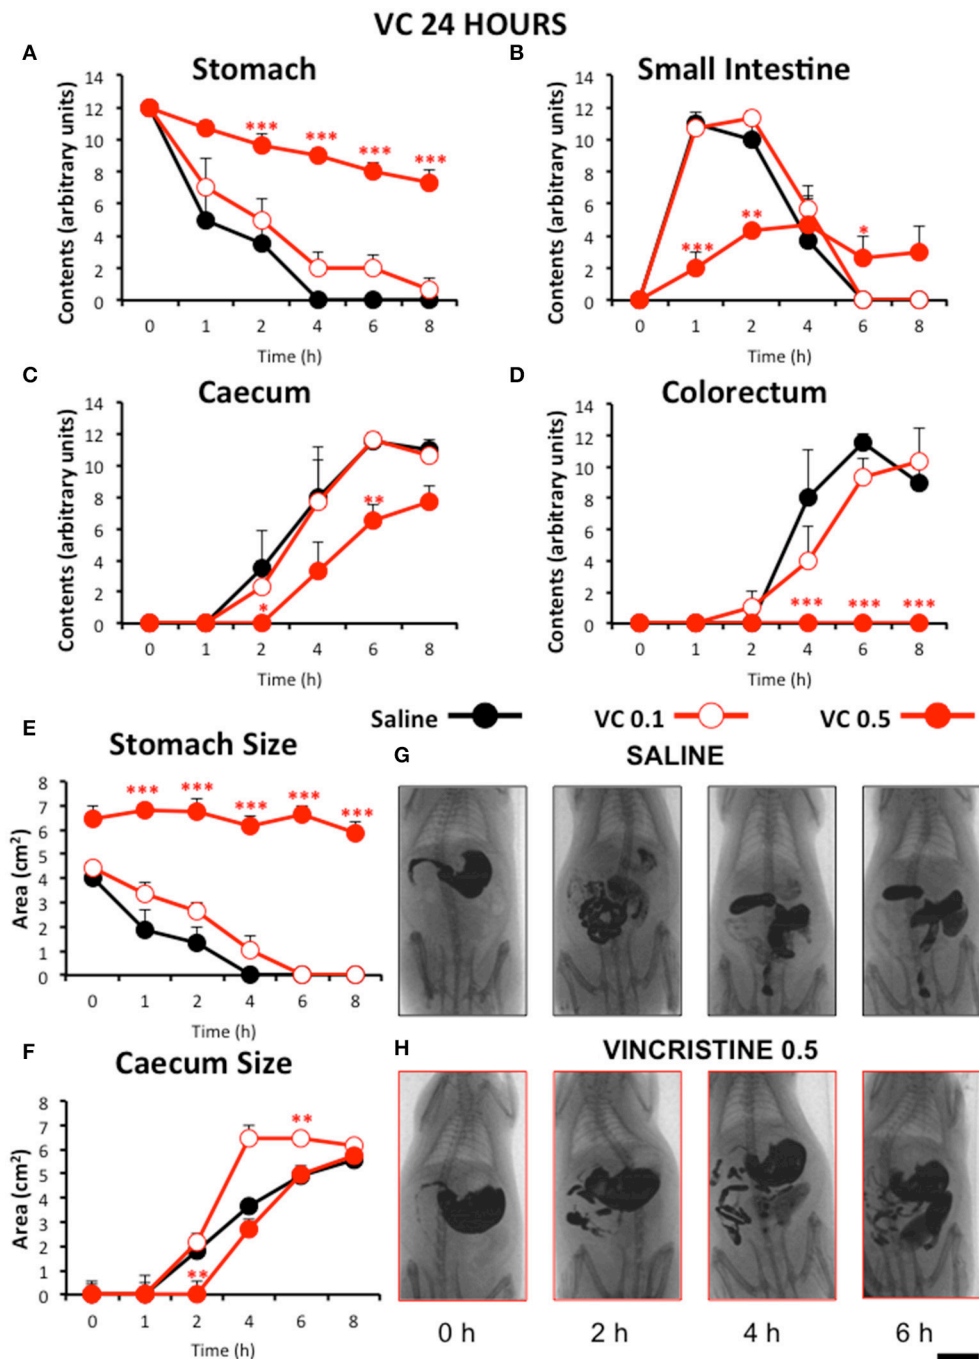 VC 24 HOURS
A
Stomach
Contents (arbitrary units)
14
12
10
8
6
4
2
0
***
***
***
***
0 1 2 4 6 8
Time (h)
B
Small Intestine
Contents (arbitrary units)
14
12
10
8
6
4
2
0
***
**
*
0 1 2 4 6 8
Time (h)
C
Caecum
Contents (arbitrary units)
14
12
10
8
6
4
2
0
*
**
0 1 2 4 6 8
Time (h)
D
Colorectum
Contents (arbitrary units)
14
12
10
8
6
4
2
0
***
***
***
0 1 2 4 6 8
Time (h)
Saline VC 0.1 VC 0.5
E
Stomach Size
Area (cm²)
8
7
6
5
4
3
2
1
0
***
***
***
***
***
0 1 2 4 6 8
Time (h)
G
SALINE
F
Caecum Size
Area (cm²)
8
7
6
5
4
3
2
1
0
**
**
0 1 2 4 6 8
Time (h)
H
VINCRISTINE 0.5
0 h 2 h 4 h 6 h